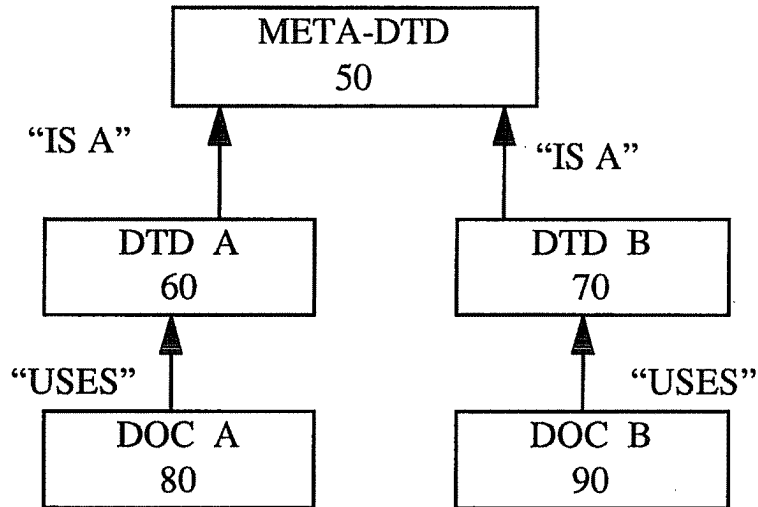 META-DTD
50
“IS A”
“IS A”
DTD A
60
DTD B
70
“USES”
“USES”
DOC A
80
DOC B
90